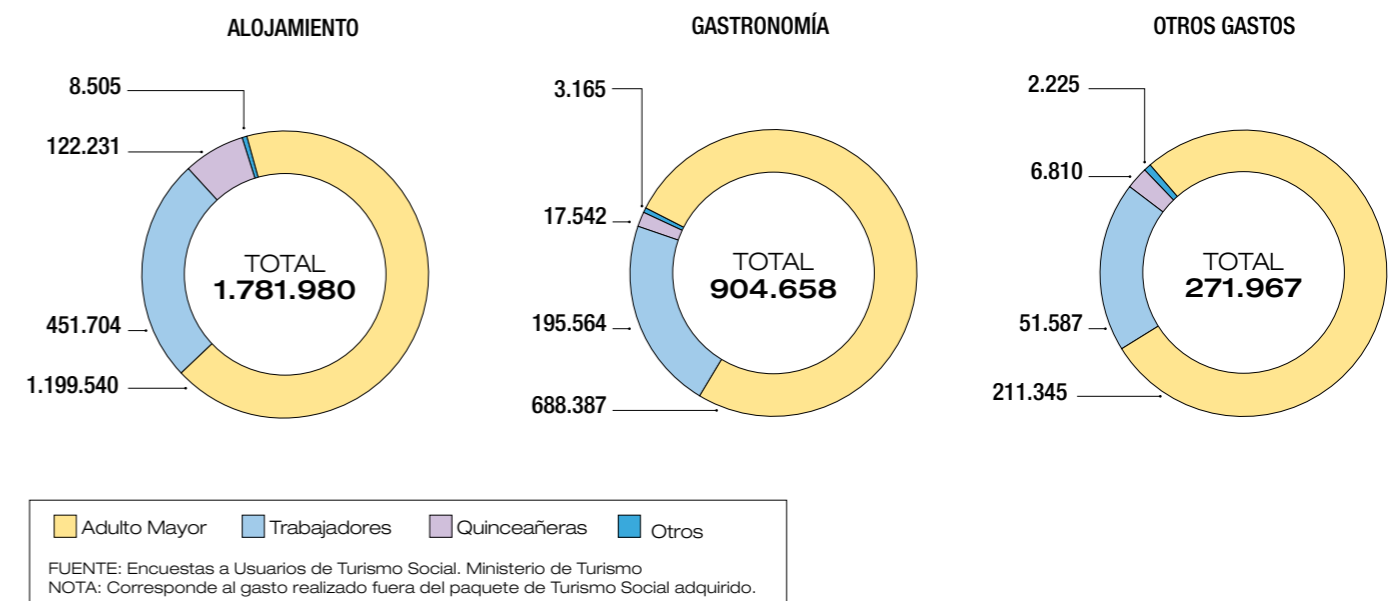 ALOJAMIENTO
8.505
122.231
451.704
1.199.540
TOTAL
1.781.980
GASTRONOMÍA
3.165
17.542
195.564
688.387
TOTAL
904.658
OTROS GASTOS
2.225
6.810
51.587
211.345
TOTAL
271.967
Adulto Mayor Trabajadores Quinceañeras Otros
FUENTE: Encuestas a Usuarios de Turismo Social. Ministerio de Turismo
NOTA: Corresponde al gasto realizado fuera del paquete de Turismo Social adquirido.